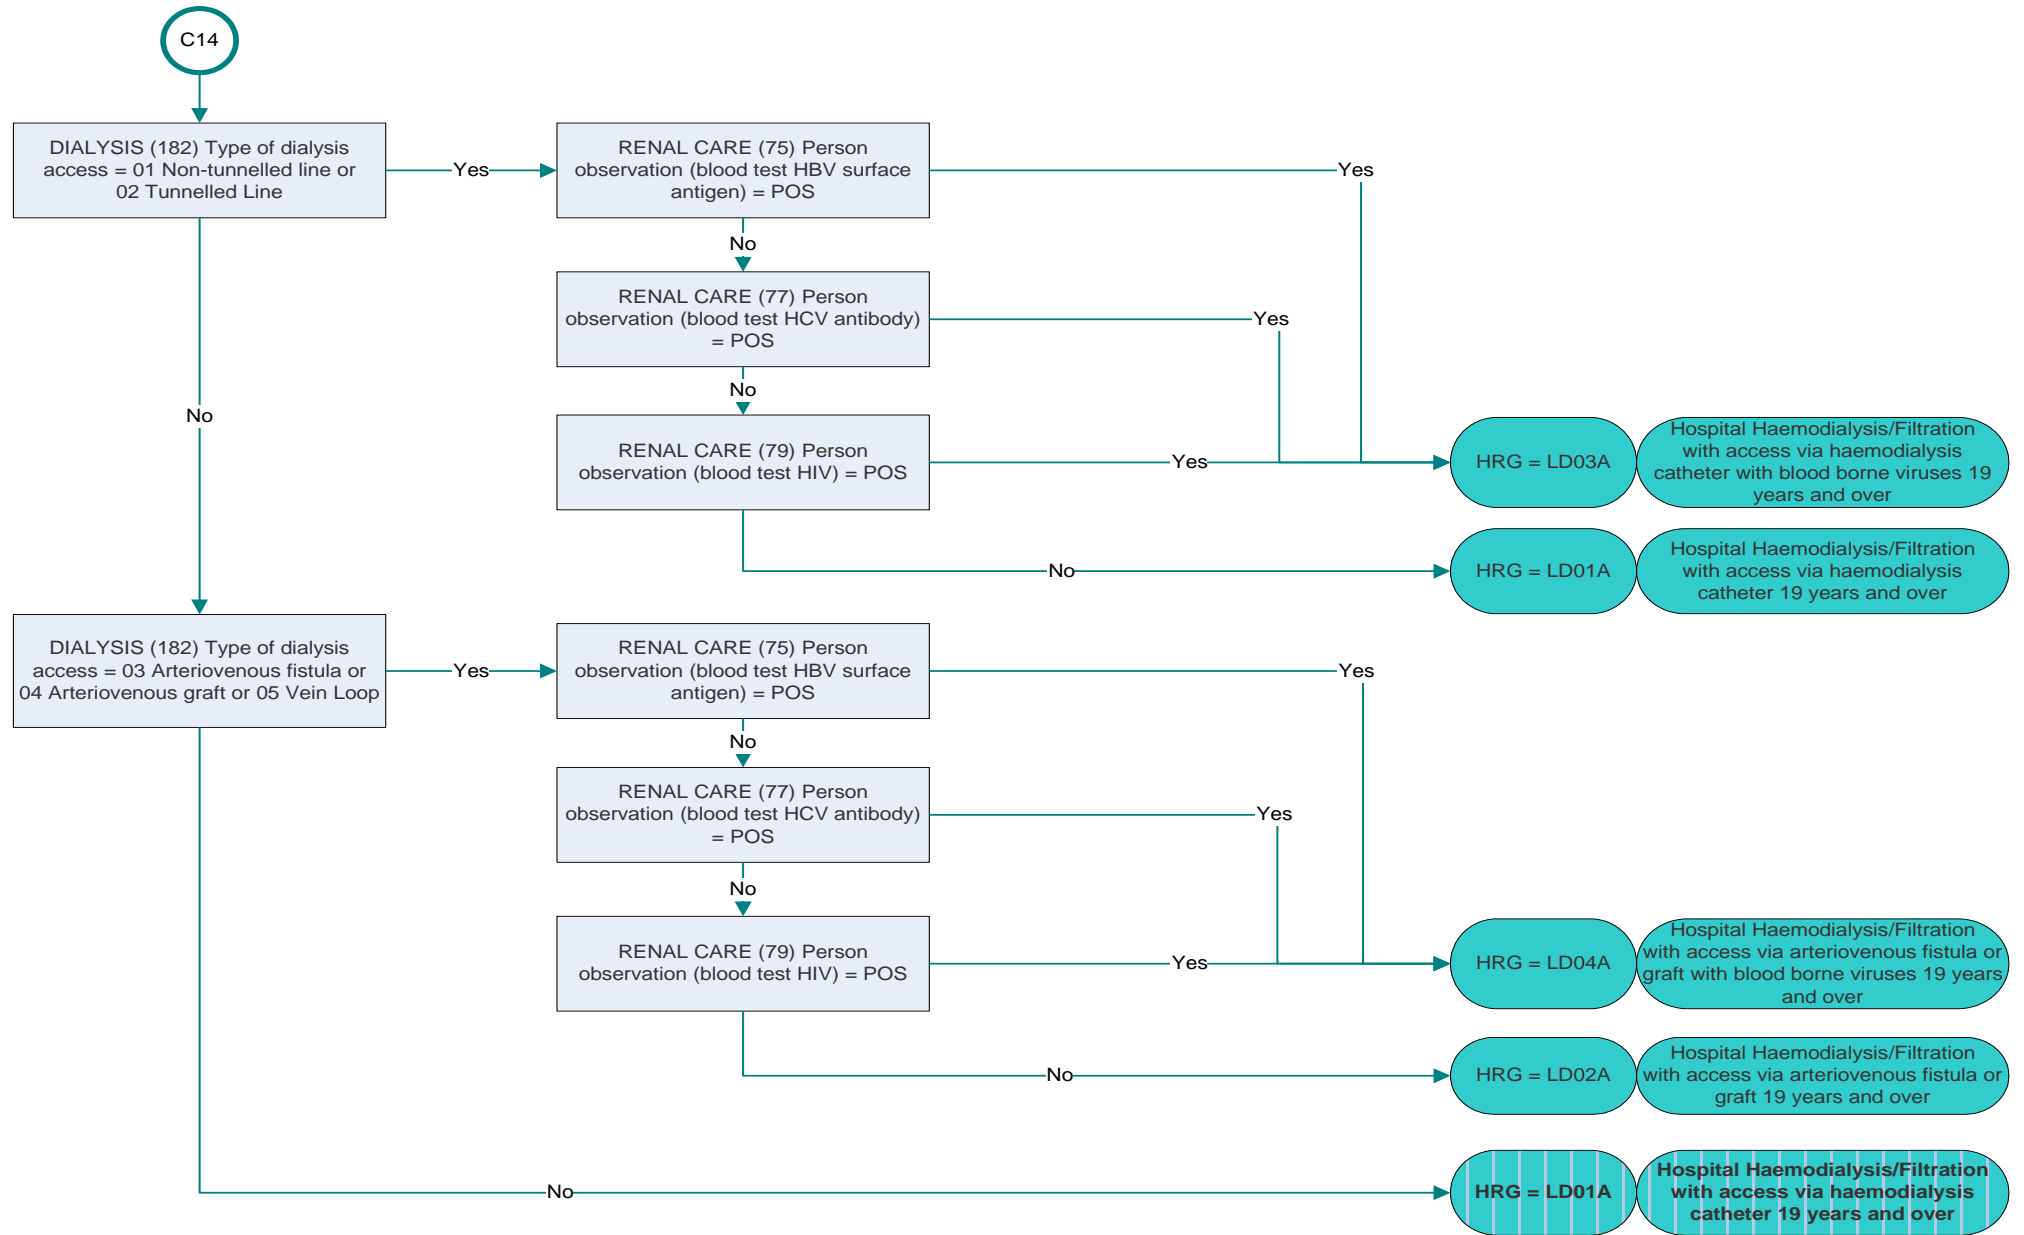 C14
DIALYSIS (182) Type of dialysis
access = 01 Non-tunnelled line or
02 Tunnelled Line
Yes
RENAL CARE (75) Person
observation (blood test HBV surface
antigen) = POS
Yes
No
RENAL CARE (77) Person
observation (blood test HCV antibody)
= POS
Yes
No
No
RENAL CARE (79) Person
observation (blood test HIV) = POS
Yes
HRG = LD03A
Hospital Haemodialysis/Filtration
with access via haemodialysis
catheter with blood borne viruses 19
years and over
No
HRG = LD01A
Hospital Haemodialysis/Filtration
with access via haemodialysis
catheter 19 years and over
DIALYSIS (182) Type of dialysis
access = 03 Arteriovenous fistula or
04 Arteriovenous graft or 05 Vein Loop
Yes
RENAL CARE (75) Person
observation (blood test HBV surface
antigen) = POS
Yes
No
RENAL CARE (77) Person
observation (blood test HCV antibody)
= POS
Yes
No
RENAL CARE (79) Person
observation (blood test HIV) = POS
Yes
HRG = LD04A
Hospital Haemodialysis/Filtration
with access via arteriovenous fistula or
graft with blood borne viruses 19 years
and over
No
HRG = LD02A
Hospital Haemodialysis/Filtration
with access via arteriovenous fistula or
graft 19 years and over
No
HRG = LD01A
Hospital Haemodialysis/Filtration
with access via haemodialysis
catheter 19 years and over